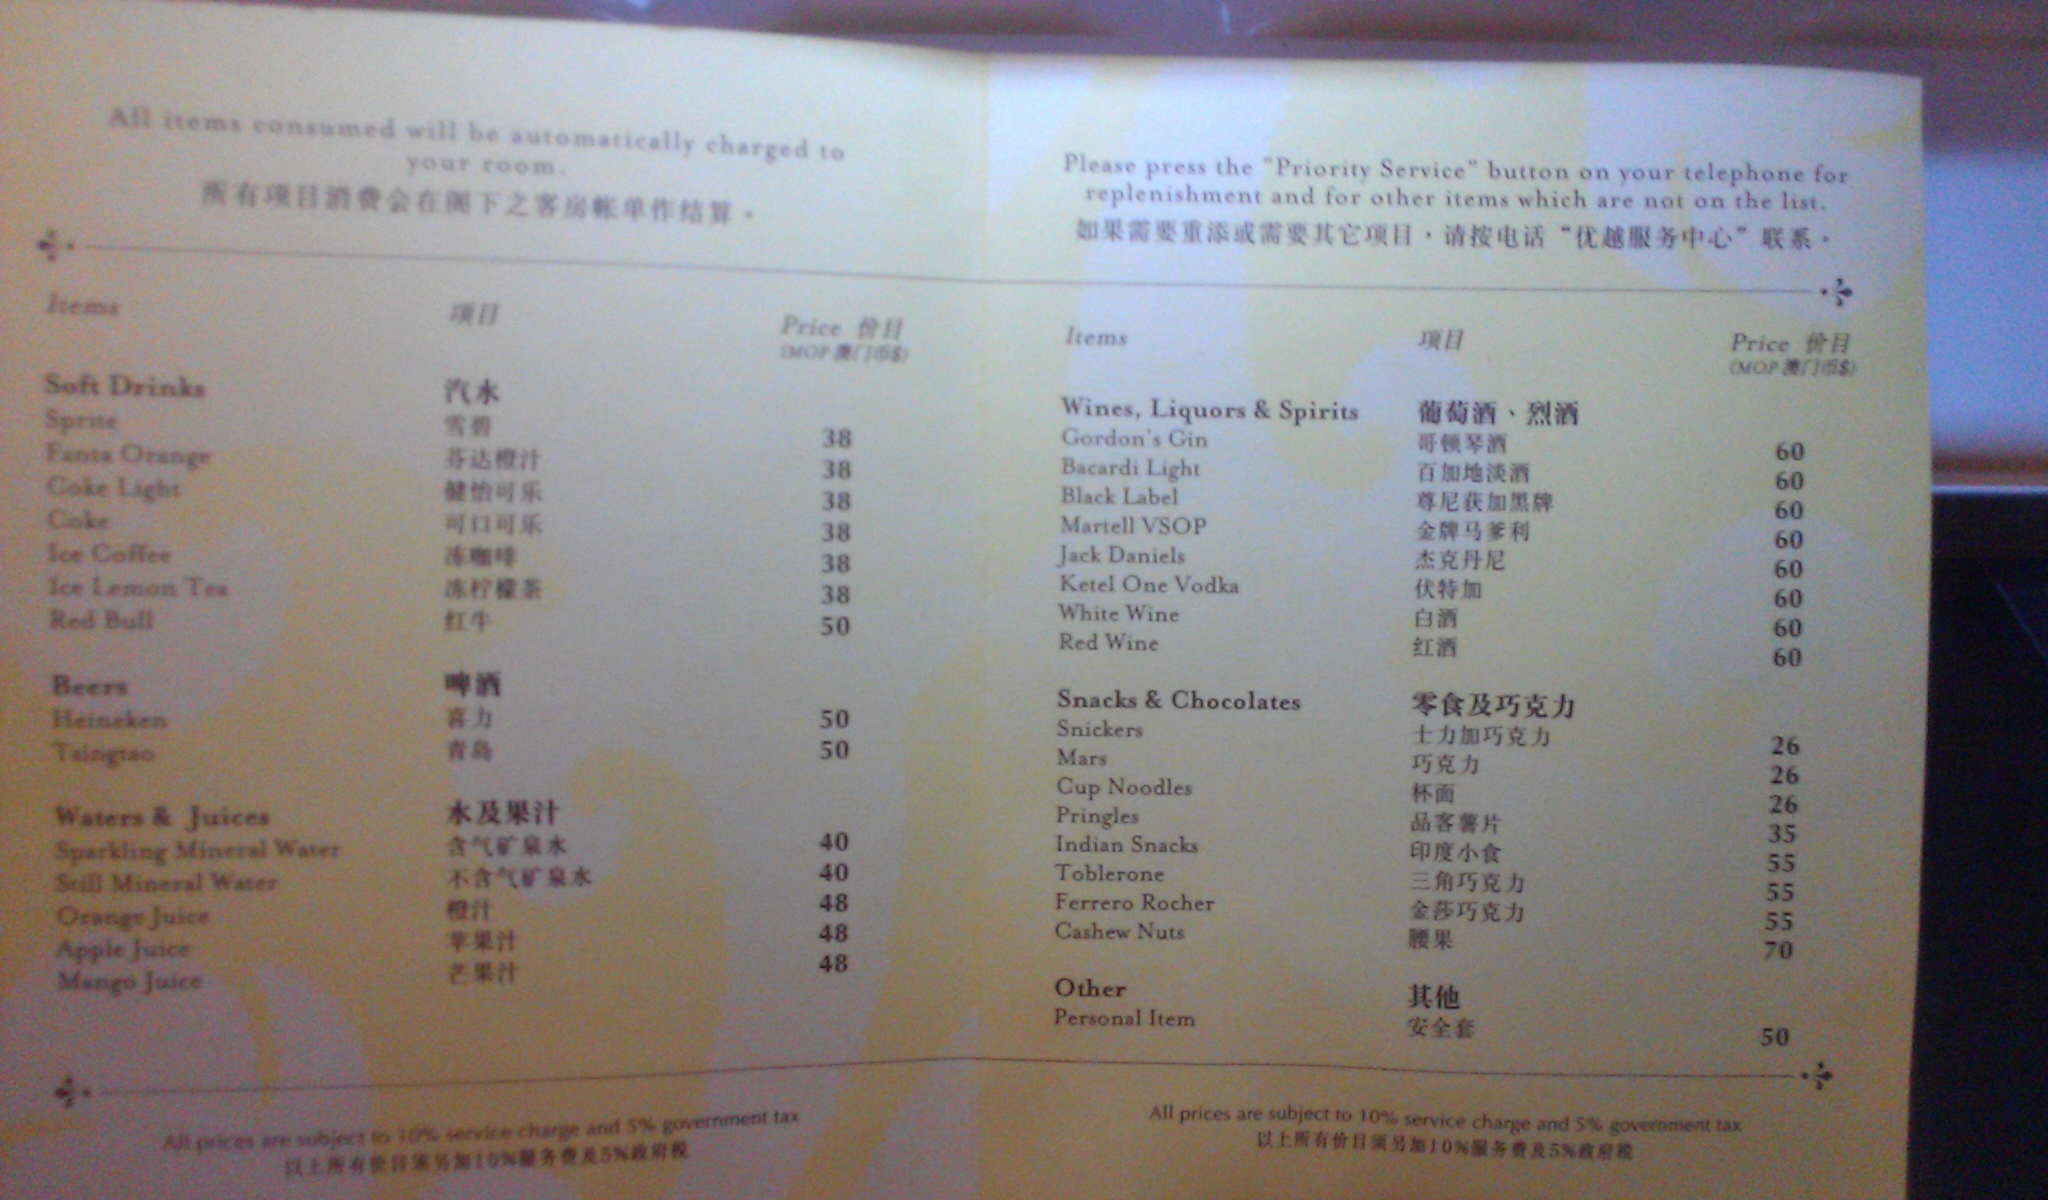 All items consumed will be automatically charged to
your room.
所有项目消费会在阁下之客房帐单作结算。
Items 项目 Price 价目
(MOP 澳门币$)
Soft Drinks 汽水
Sprite 雪碧 38
Fanta Orange 芬达橙汁 38
Coke Light 健怡可乐 38
Coke 可口可乐 38
Ice Coffee 冻咖啡 38
Ice Lemon Tea 冻柠檬茶 38
Red Bull 红牛 50
Beers 啤酒
Heineken 喜力 50
Tsingtao 青岛 50
Waters & Juices 水及果汁
Sparkling Mineral Water 含气矿泉水 40
Still Mineral Water 不含气矿泉水 40
Orange Juice 橙汁 48
Apple Juice 苹果汁 48
Mango Juice 芒果汁 48
All prices are subject to 10% service charge and 5% government tax
以上所有价目须另加10%服务费及5%政府税
Please press the "Priority Service" button on your telephone for
replenishment and for other items which are not on the list.
如果需要重添或需要其它项目，请按电话“优越服务中心”联系。
Items 项目 Price 价目
(MOP 澳门币$)
Wines, Liquors & Spirits 葡萄酒、烈酒
Gordon's Gin 哥顿琴酒 60
Bacardi Light 百加地淡酒 60
Black Label 尊尼获加黑牌 60
Martell VSOP 金牌马爹利 60
Jack Daniels 杰克丹尼 60
Ketel One Vodka 伏特加 60
White Wine 白酒 60
Red Wine 红酒 60
Snacks & Chocolates 零食及巧克力
Snickers 士力加巧克力 26
Mars 巧克力 26
Cup Noodles 杯面 26
Pringles 品客薯片 35
Indian Snacks 印度小食 55
Toblerone 三角巧克力 55
Ferrero Rocher 金莎巧克力 55
Cashew Nuts 腰果 70
Other 其他
Personal Item 安全套 50
All prices are subject to 10% service charge and 5% government tax
以上所有价目须另加10%服务费及5%政府税